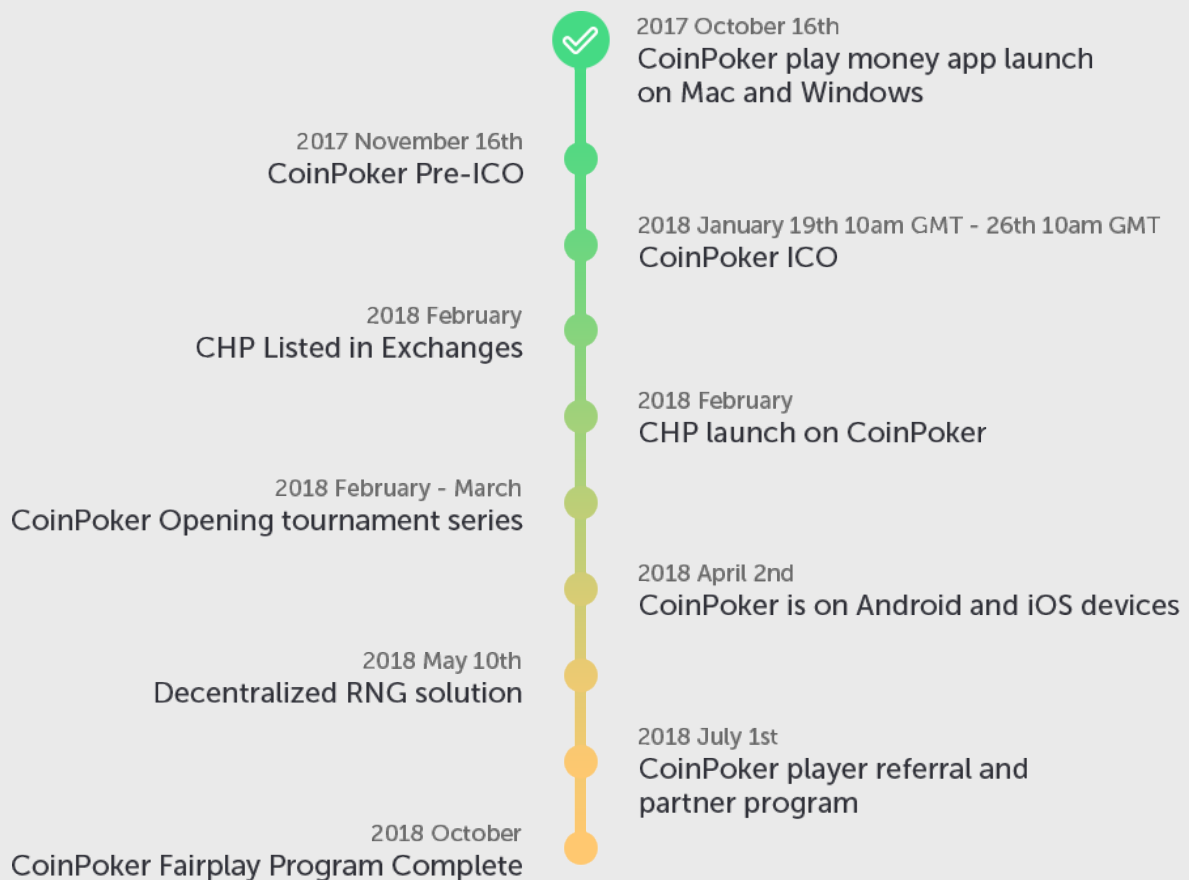 2017 October 16th
CoinPoker play money app launch
on Mac and Windows
2017 November 16th
CoinPoker Pre-ICO
2018 January 19th 10am GMT - 26th 10am GMT
CoinPoker ICO
2018 February
CHP Listed in Exchanges
2018 February
CHP launch on CoinPoker
2018 February - March
CoinPoker Opening tournament series
2018 April 2nd
CoinPoker is on Android and iOS devices
2018 May 10th
Decentralized RNG solution
2018 July 1st
CoinPoker player referral and
partner program
2018 October
CoinPoker Fairplay Program Complete